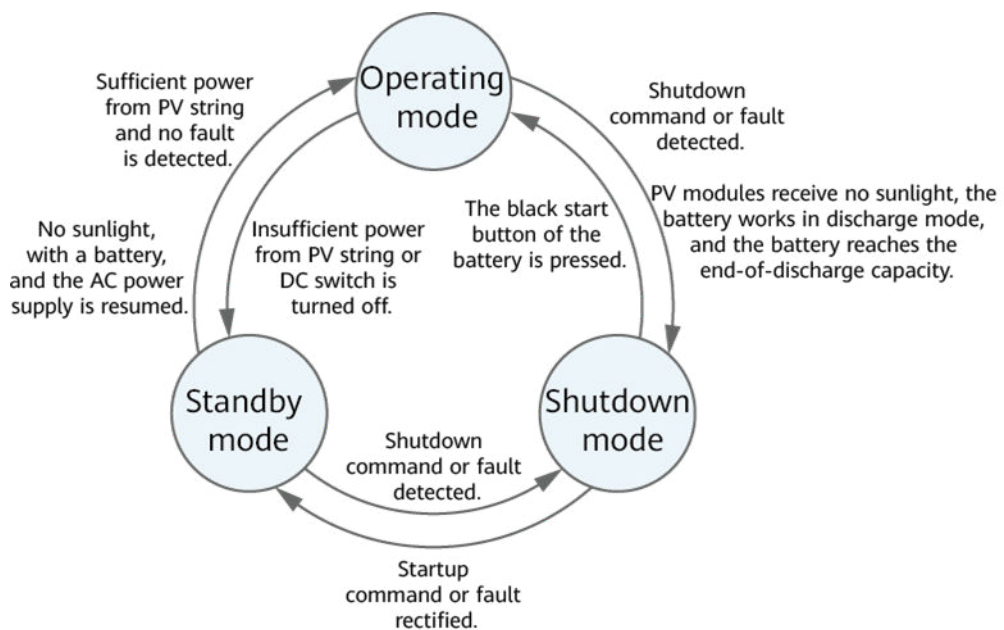 Operating
mode
Sufficient power
from PV string
and no fault
is detected.
Shutdown
command or fault
detected.
No sunlight,
with a battery,
and the AC power
supply is resumed.
Insufficient power
from PV string or
DC switch is
turned off.
The black start
button of the
battery is pressed.
PV modules receive no sunlight, the
battery works in discharge mode,
and the battery reaches the
end-of-discharge capacity.
Standby
mode
Shutdown
mode
Shutdown
command or fault
detected.
Startup
command or fault
rectified.